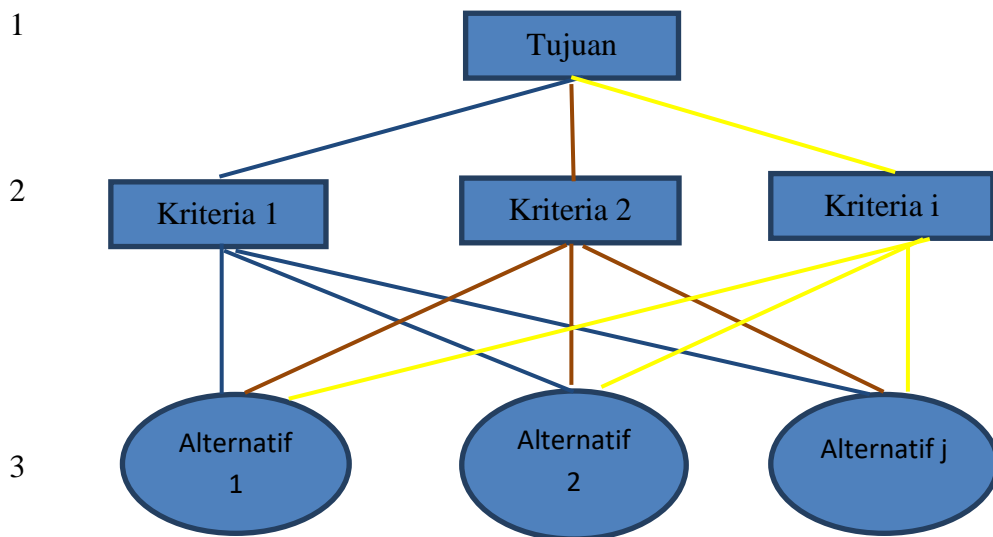 1
Tujuan
2
Kriteria 1
Kriteria 2
Kriteria i
3
Alternatif
1
Alternatif
2
Alternatif j